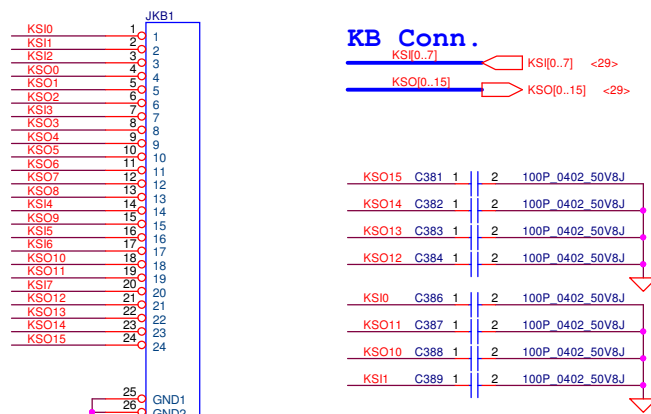 JKB1
KSI0 1 1
KSI1 2 2
KSI2 3 3
KSO0 4 4
KSO1 5 5
KSO2 6 6
KSI3 7 7
KSO3 8 8
KSO4 9 9
KSO5 10 10
KSO6 11 11
KSO7 12 12
KSO8 13 13
KSI4 14 14
KSO9 15 15
KSI5 16 16
KSI6 17 17
KSO10 18 18
KSO11 19 19
KSI7 20 20
KSO12 21 21
KSO13 22 22
KSO14 23 23
KSO15 24 24
25 GND1
26 GND2
KB Conn.
KSI[0..7] KSI[0..7] <29>
KSO[0..15] KSO[0..15] <29>
KSO15 C381 1 2 100P_0402_50V8J
KSO14 C382 1 2 100P_0402_50V8J
KSO13 C383 1 2 100P_0402_50V8J
KSO12 C384 1 2 100P_0402_50V8J
KSI0 C386 1 2 100P_0402_50V8J
KSO11 C387 1 2 100P_0402_50V8J
KSO10 C388 1 2 100P_0402_50V8J
KSI1 C389 1 2 100P_0402_50V8J